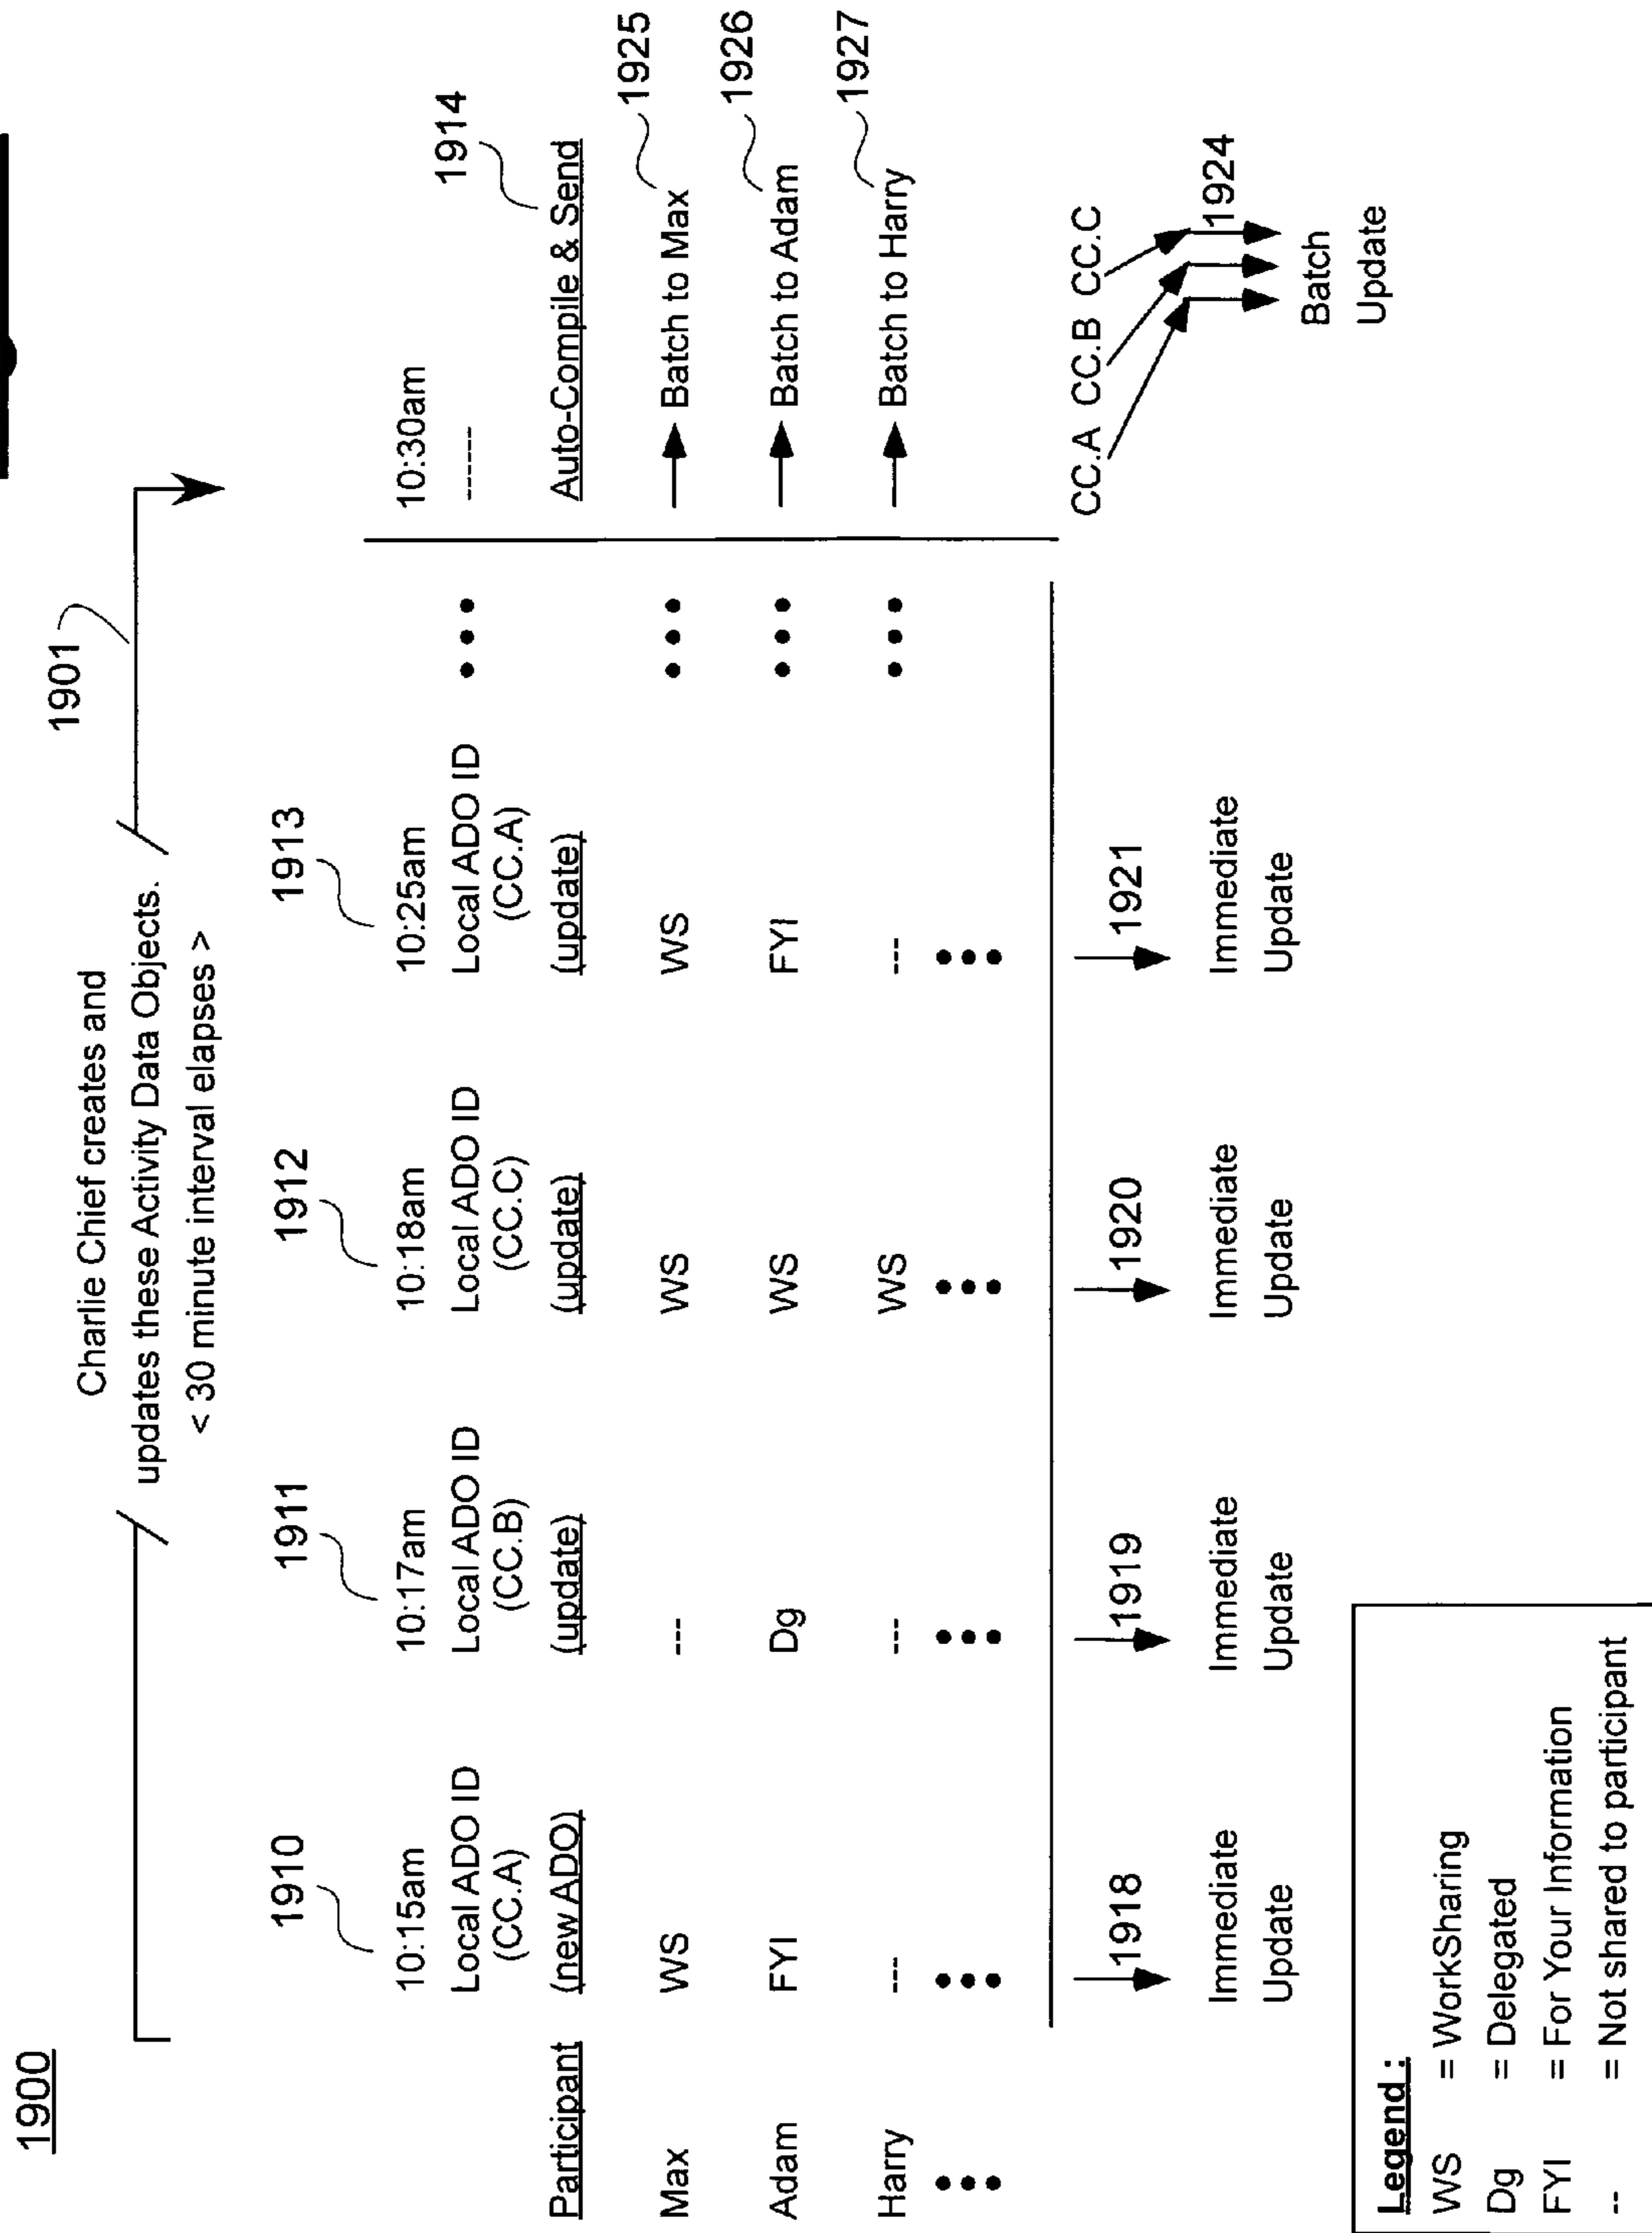 1900
Charlie Chief creates and
updates these Activity Data Objects.
< 30 minute interval elapses >
1901
1910
1911
1912
1913
10:15am
10:17am
10:18am
10:25am
10:30am
Local ADO ID
Local ADO ID
Local ADO ID
Local ADO ID
•••
------
1914
(CC.A)
(CC.B)
(CC.C)
(CC.A)
Participant
(new ADO)
(update)
(update)
(update)
Auto-Compile & Send
Max
WS
---
WS
WS
•••
Batch to Max
1925
Adam
FYI
Dg
WS
FYI
•••
Batch to Adam
1926
Harry
---
---
WS
---
•••
Batch to Harry
1927
•••
•••
•••
•••
•••
1918
1919
1920
1921
CC.A CC.B CC.C
1924
Immediate
Update
Immediate
Update
Immediate
Update
Immediate
Update
Batch
Update
Legend :
WS = WorkSharing
Dg = Delegated
FYI = For Your Information
-- = Not shared to participant